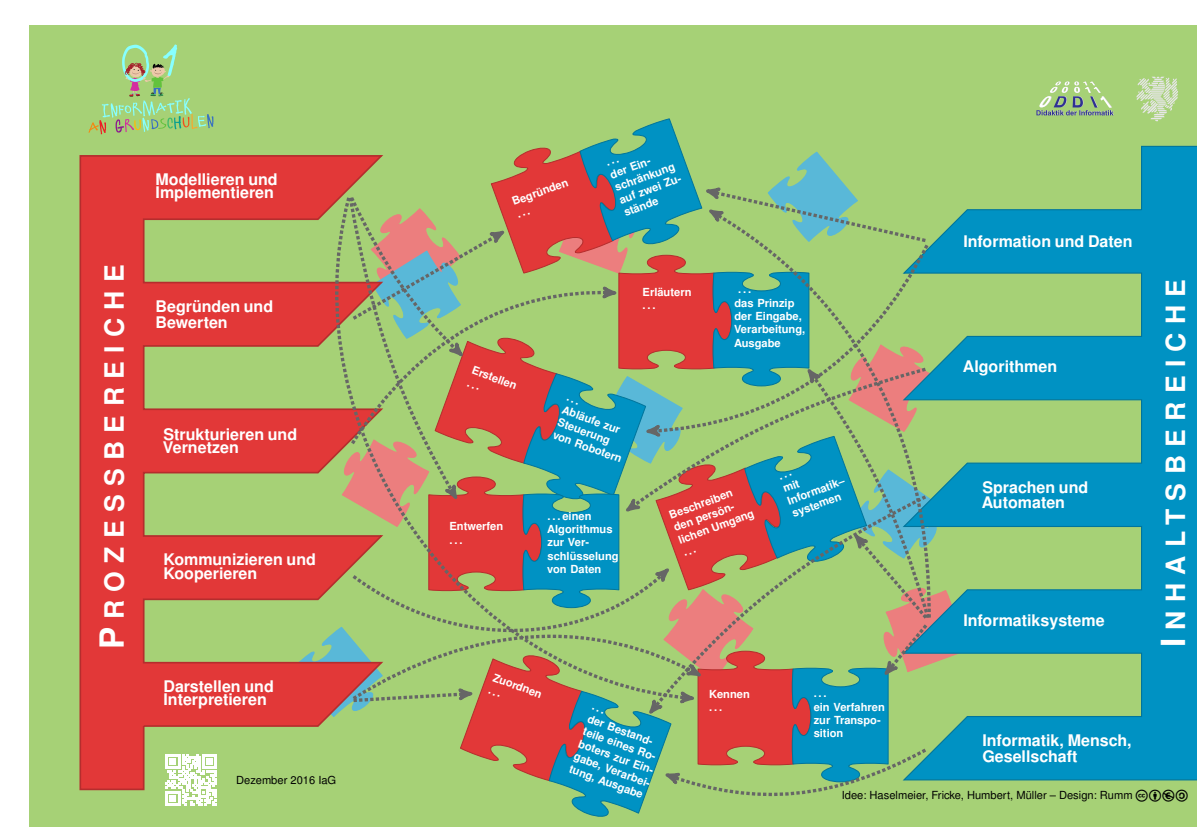 01
INFORMATIK
AN GRUNDSCHULEN
Didaktik der Informatik
PROZESSBEREICHE
Modellieren und
Implementieren
Begründen und
Bewerten
Strukturieren und
Vernetzen
Kommunizieren und
Kooperieren
Darstellen und
Interpretieren
Begründen
...
...
der Ein-
schränkung
auf zwei Zu-
stände
Erläutern
...
...
das Prinzip
der Eingabe,
Verarbeitung,
Ausgabe
Erstellen
...
...
Abläufe zur
Steuerung
von Robotern
Entwerfen
...
...einen
Algorithmus
zur Ver-
schlüsselung
von Daten
Beschreiben
den persön-
lichen Umgang
...
...
mit
Informatik–
systemen
Zuordnen
...
...
der Bestand-
teile eines Ro-
boters zur Ein-
gabe, Verarbei-
tung, Ausgabe
Kennen
...
...
ein Verfahren
zur Transpo-
sition
INHALTSBEREICHE
Information und Daten
Algorithmen
Sprachen und
Automaten
Informatiksysteme
Informatik, Mensch,
Gesellschaft
Dezember 2016 IaG
Idee: Haselmeier, Fricke, Humbert, Müller – Design: Rumm